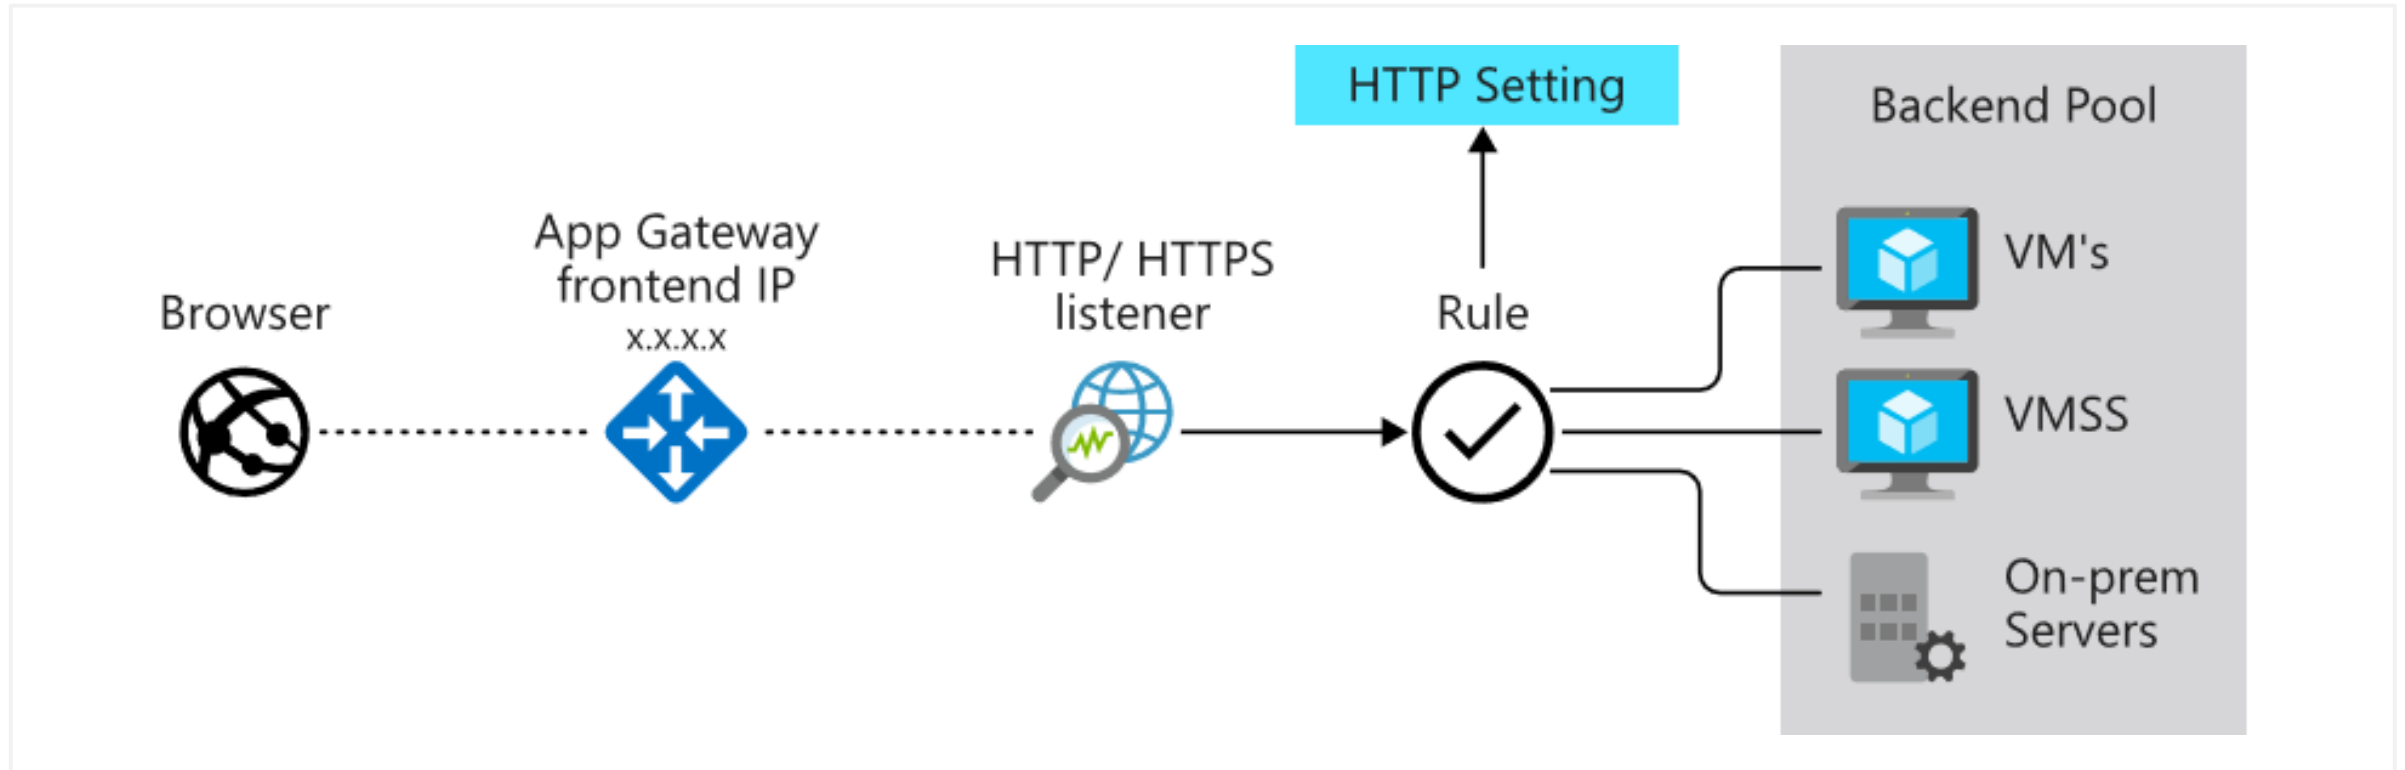 Browser
App Gateway
frontend IP
x.x.x.x
HTTP/ HTTPS
listener
HTTP Setting
Rule
Backend Pool
VM's
VMSS
On-prem
Servers